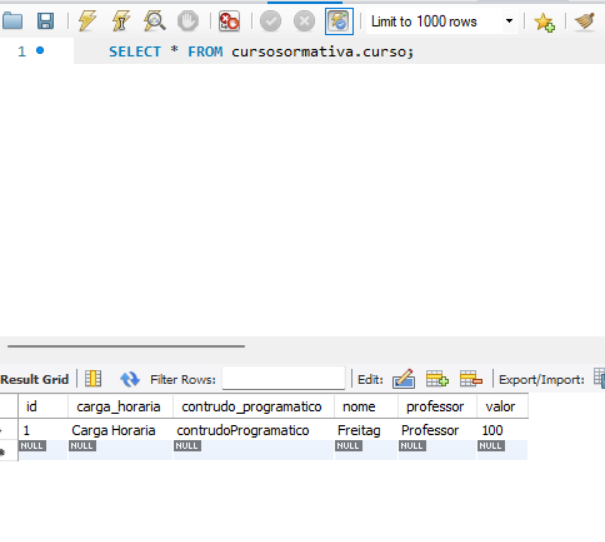 Limit to 1000 rows
1 SELECT * FROM cursosormativa.curso;
Result Grid Filter Rows: Edit: Export/Import:
id carga_horaria contrudo_programatico nome professor valor
1 Carga Horaria contrudoProgramatico Freitag Professor 100
NULL NULL NULL NULL NULL NULL